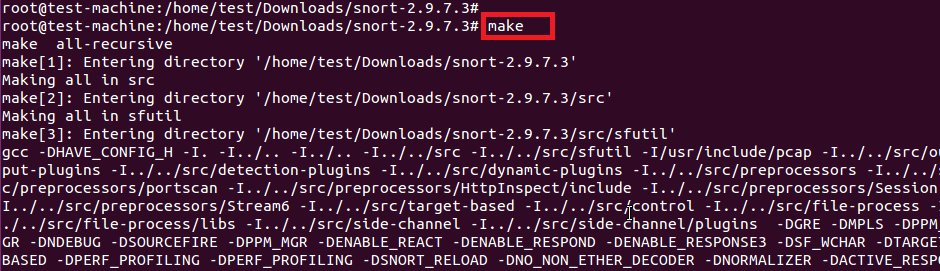 root@test-machine:/home/test/Downloads/snort-2.9.7.3#
root@test-machine:/home/test/Downloads/snort-2.9.7.3# make
make  all-recursive
make[1]: Entering directory '/home/test/Downloads/snort-2.9.7.3'
Making all in src
make[2]: Entering directory '/home/test/Downloads/snort-2.9.7.3/src'
Making all in sfutil
make[3]: Entering directory '/home/test/Downloads/snort-2.9.7.3/src/sfutil'
gcc -DHAVE_CONFIG_H -I. -I../.. -I../.. -I../../src -I../../src/sfutil -I/usr/include/pcap -I../../src/ou
put-plugins -I../../src/detection-plugins -I../../src/dynamic-plugins -I../../src/preprocessors -I../../s
c/preprocessors/portscan -I../../src/preprocessors/HttpInspect/include -I../../src/preprocessors/Session
I../../src/preprocessors/Stream6 -I../../src/target-based -I../../src/control -I../../src/file-process -I
./../src/file-process/libs -I../../src/side-channel -I../../src/side-channel/plugins  -DGRE -DMPLS -DPPM_
GR -DNDEBUG -DSOURCEFIRE -DPPM_MGR -DENABLE_REACT -DENABLE_RESPOND -DENABLE_RESPONSE3 -DSF_WCHAR -DTARGET
BASED -DPERF_PROFILING -DPERF_PROFILING -DSNORT_RELOAD -DNO_NON_ETHER_DECODER -DNORMALIZER -DACTIVE_RESPO